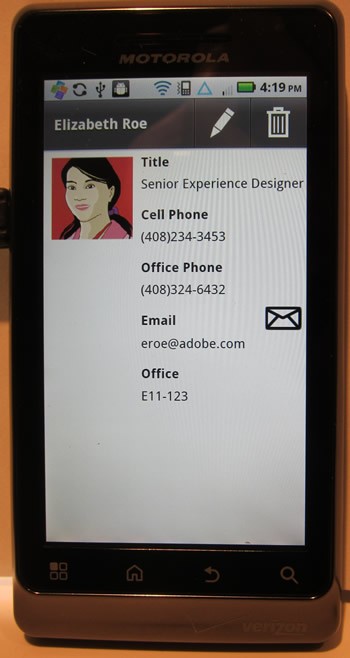 MOTOROLA
4:19 PM
Elizabeth Roe
Title
Senior Experience Designer
Cell Phone
(408)234-3453
Office Phone
(408)324-6432
Email
eroe@adobe.com
Office
E11-123
verizon